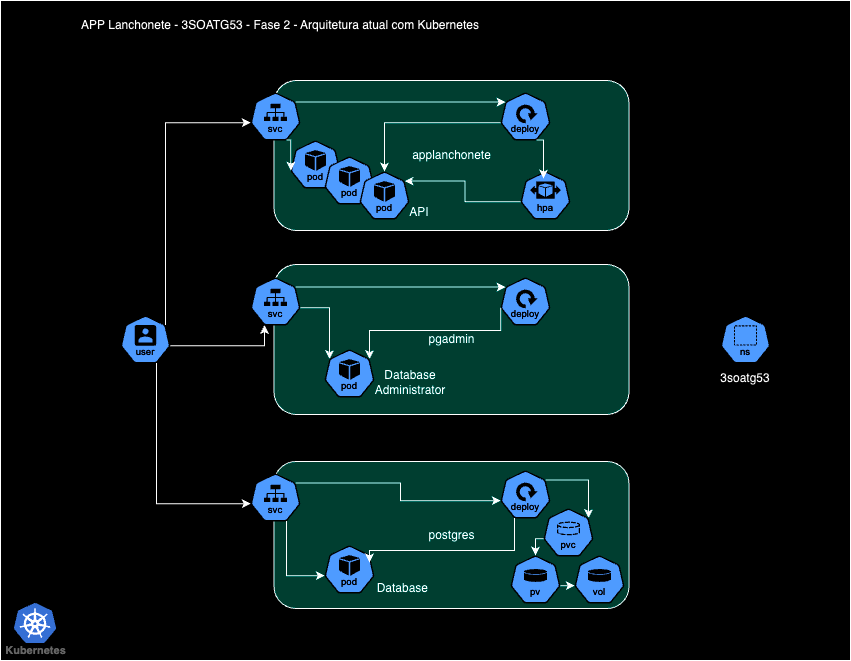 APP Lanchonete - 3SOATG53 - Fase 2 - Arquitetura atual com Kubernetes
svc
deploy
applanchonete
pod
pod
pod
API
hpa
svc
deploy
pgadmin
pod
Database
Administrator
user
ns
3soatg53
svc
deploy
postgres
pvc
pod
Database
pv
vol
Kubernetes